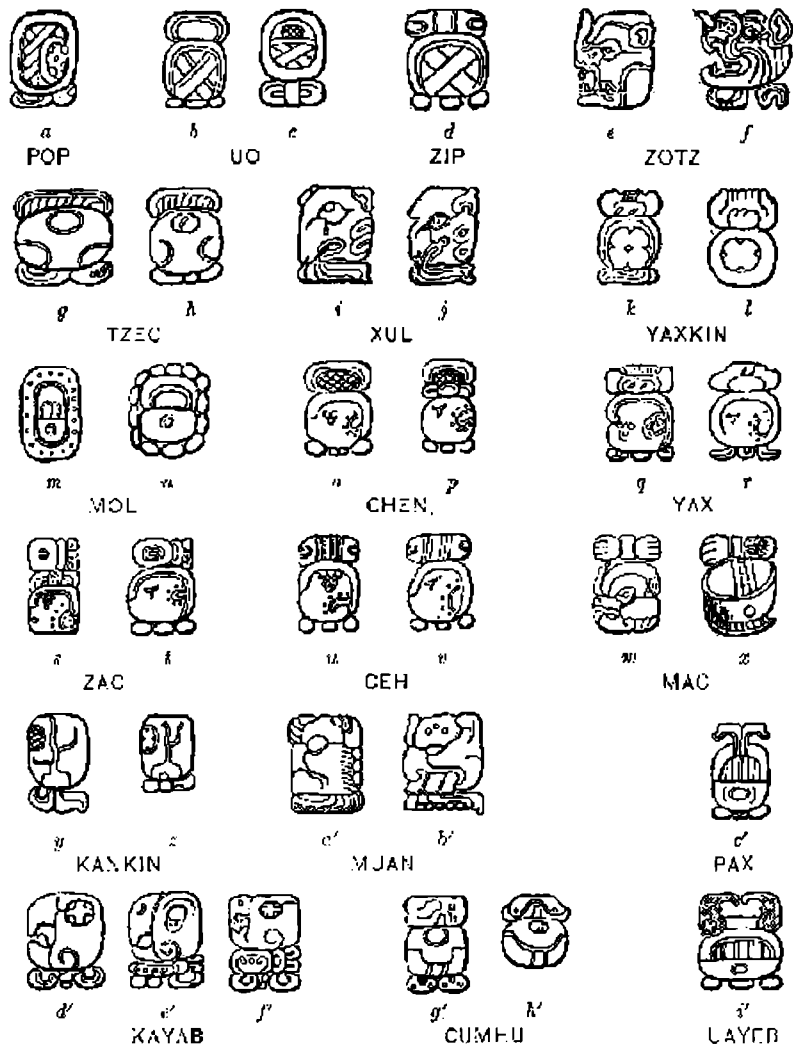 a b c d e f
POP UO ZIP ZOTZ
g h i j k l
TZEC XUL YAXKIN
m n o p q r
MOL CHEN, YAX
s t u v w x
ZAC CEH MAC
y z a' b' c'
KANKIN MUAN PAX
d' e' f' g' h' i'
KAYAB CUMHU UAYEB